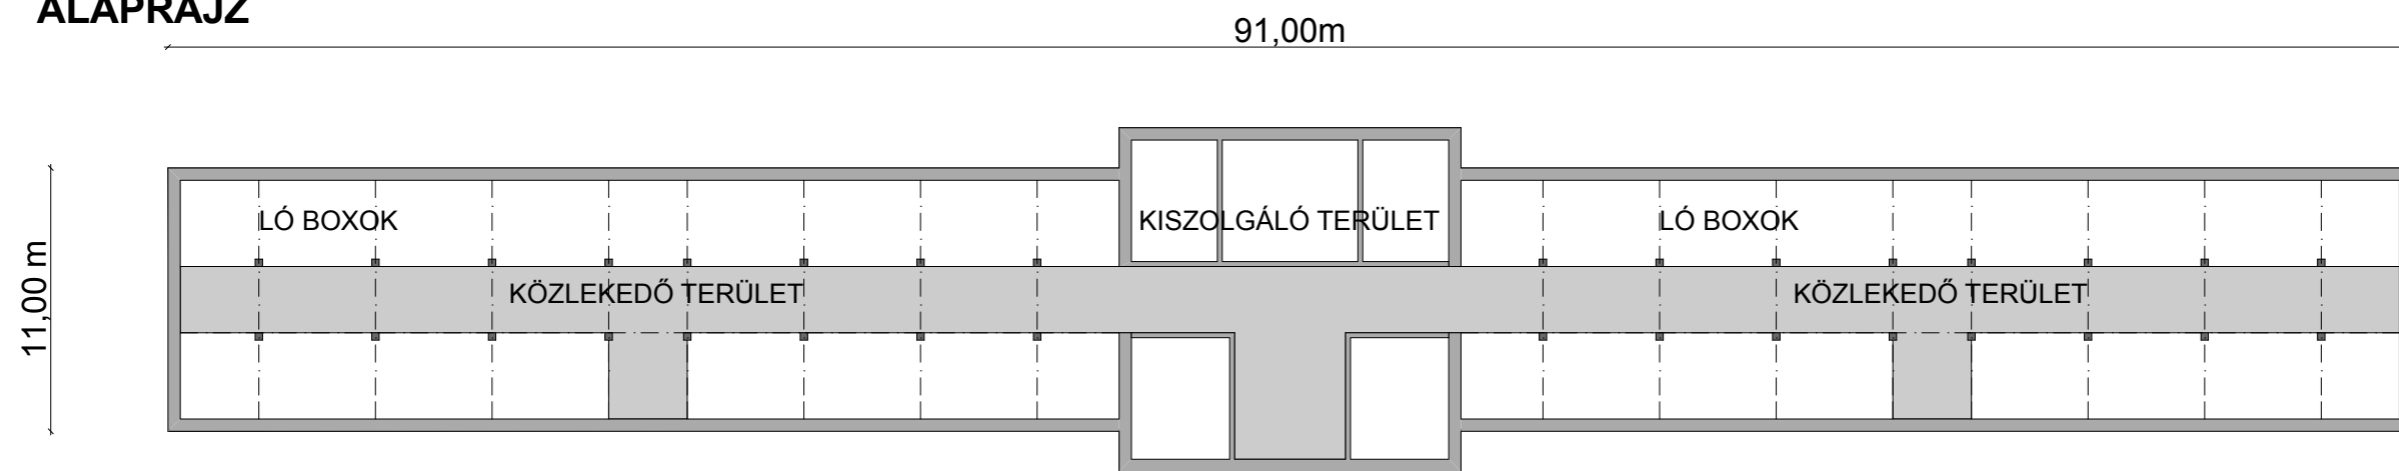 ALAPRAJZ
91,00m
11,00 m
LÓ BOXOK
KISZOLGÁLÓ TERÜLET
LÓ BOXOK
KÖZLEKEDŐ TERÜLET
KÖZLEKEDŐ TERÜLET